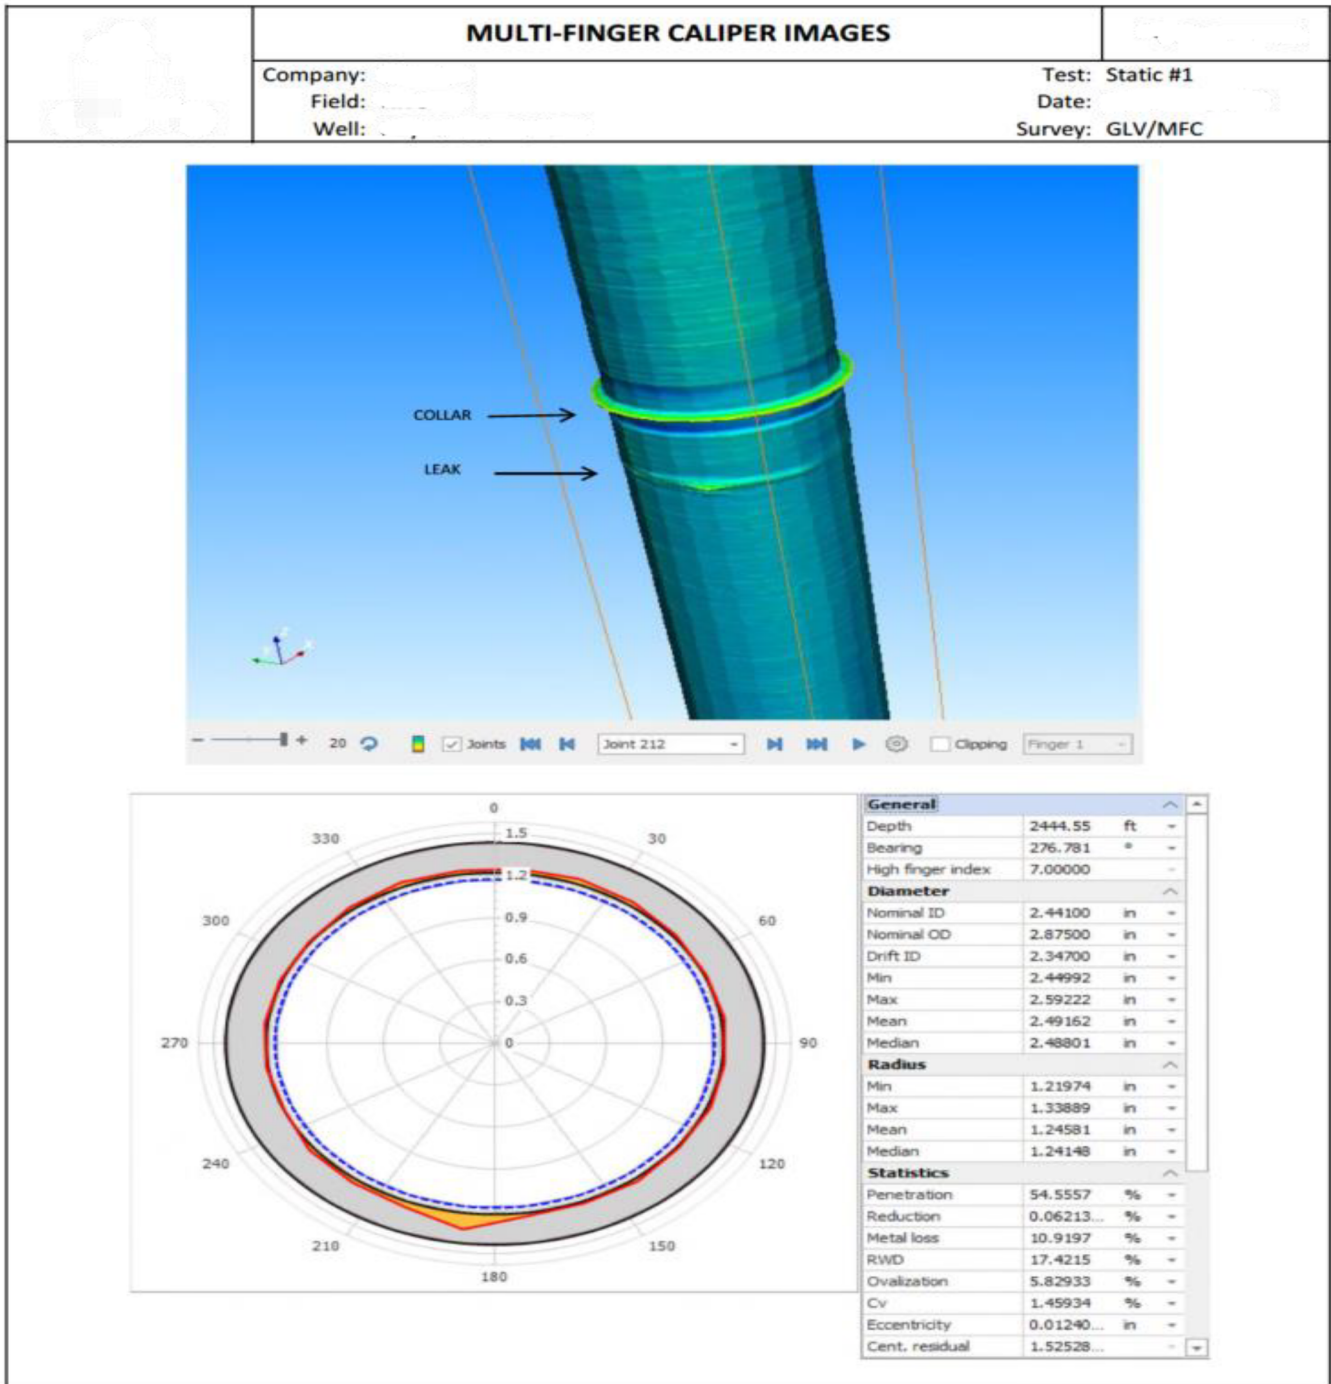 MULTI-FINGER CALIPER IMAGES
Company:
Test: Static #1
Field:
Date:
Well:
Survey: GLV/MFC
COLLAR
LEAK
- + 20 Joints Joint 212 Clipping Finger 1
0
330
30
300
60
270
90
240
120
210
150
180
1.5
1.2
0.9
0.6
0.3
0
General
Depth 2444.55 ft
Bearing 276.781 °
High finger index 7.00000
Diameter
Nominal ID 2.44100 in
Nominal OD 2.87500 in
Drift ID 2.34700 in
Min 2.44992 in
Max 2.59222 in
Mean 2.49162 in
Median 2.48801 in
Radius
Min 1.21974 in
Max 1.33889 in
Mean 1.24581 in
Median 1.24148 in
Statistics
Penetration 54.5557 %
Reduction 0.06213... %
Metal loss 10.9197 %
RWD 17.4215 %
Ovalization 5.82933 %
Cv 1.45934 %
Eccentricity 0.01240... in
Cent. residual 1.52528...